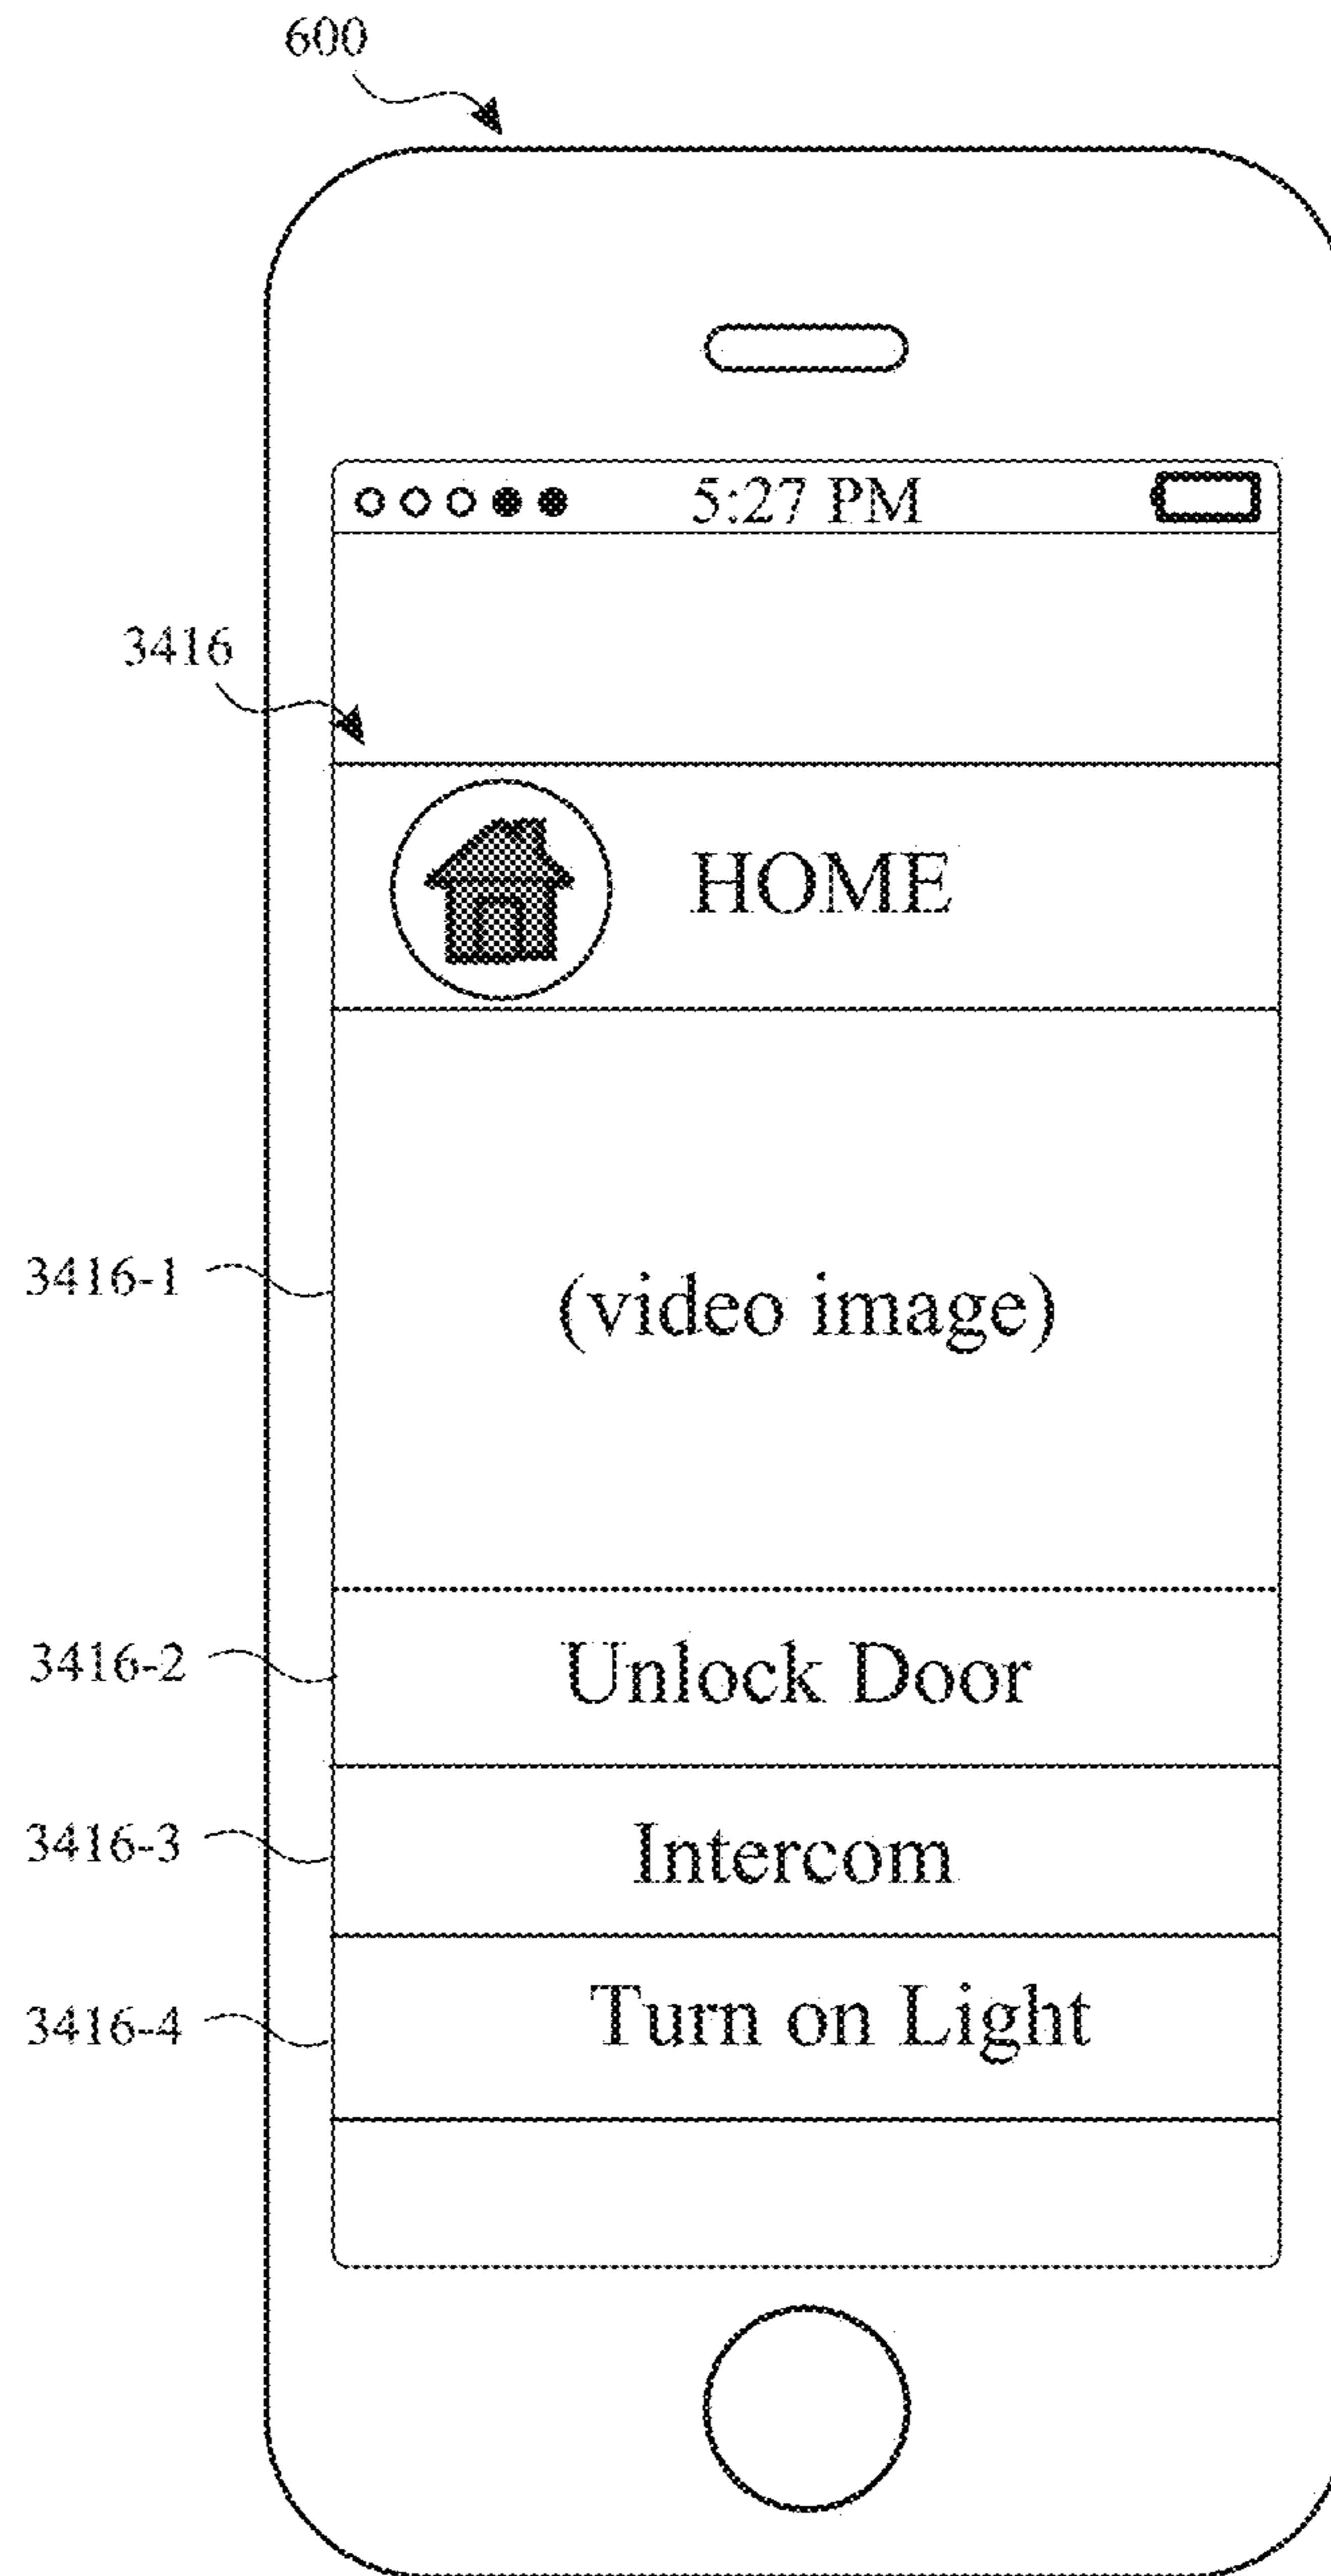 600
5:27 PM
3416
HOME
3416-1
(video image)
3416-2
Unlock Door
3416-3
Intercom
3416-4
Turn on Light